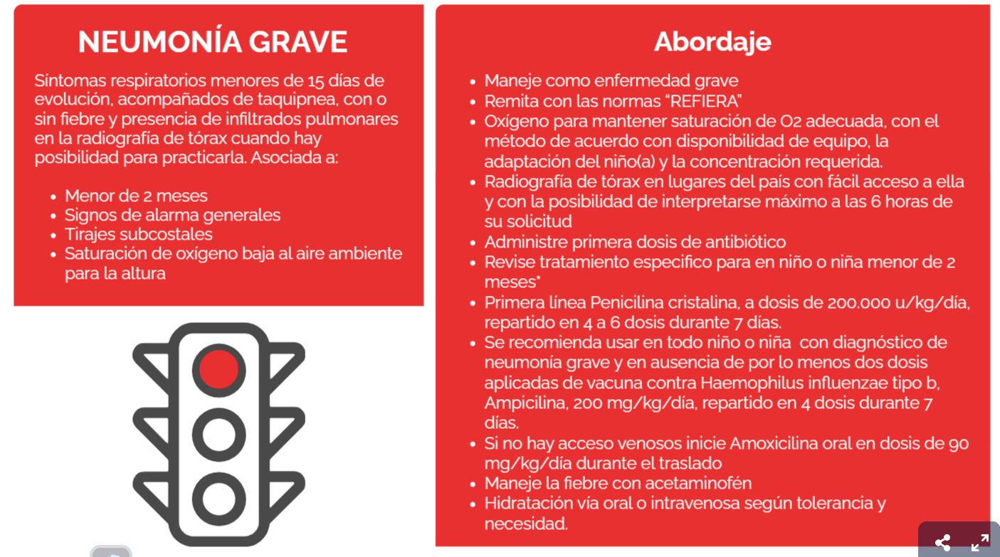 NEUMONÍA GRAVE
Síntomas respiratorios menores de 15 días de
evolución, acompañados de taquipnea, con o
sin fiebre y presencia de infiltrados pulmonares
en la radiografía de tórax cuando hay
posibilidad para practicarla. Asociada a:
• Menor de 2 meses
• Signos de alarma generales
• Tirajes subcostales
• Saturación de oxígeno baja al aire ambiente
para la altura
Abordaje
• Maneje como enfermedad grave
• Remita con las normas “REFIERA”
• Oxígeno para mantener saturación de O2 adecuada, con el
método de acuerdo con disponibilidad de equipo, la
adaptación del niño(a) y la concentración requerida.
• Radiografía de tórax en lugares del país con fácil acceso a ella
y con la posibilidad de interpretarse máximo a las 6 horas de
su solicitud
• Administre primera dosis de antibiótico
• Revise tratamiento especifico para en niño o niña menor de 2
meses*
• Primera línea Penicilina cristalina, a dosis de 200.000 u/kg/día,
repartido en 4 a 6 dosis durante 7 días.
• Se recomienda usar en todo niño o niña con diagnóstico de
neumonía grave y en ausencia de por lo menos dos dosis
aplicadas de vacuna contra Haemophilus influenzae tipo b,
Ampicilina, 200 mg/kg/día, repartido en 4 dosis durante 7
días.
• Si no hay acceso venosos inicie Amoxicilina oral en dosis de 90
mg/kg/día durante el traslado
• Maneje la fiebre con acetaminofén
• Hidratación vía oral o intravenosa según tolerancia y
necesidad.